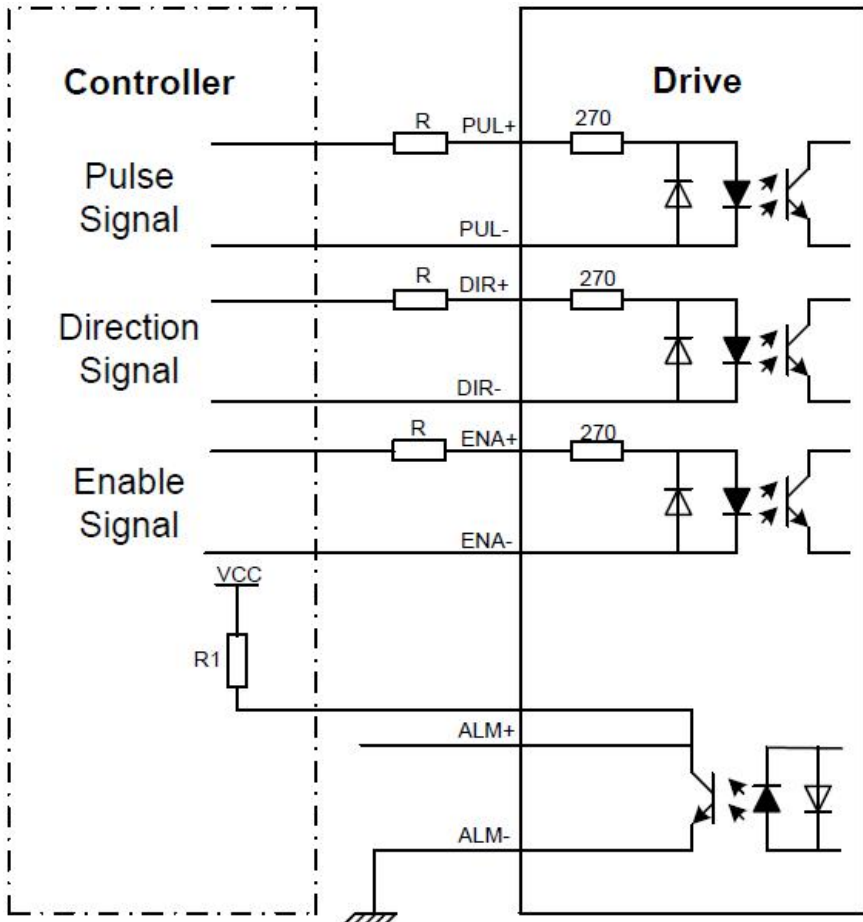 Controller
Drive
R
PUL+
270
Pulse
Signal
PUL-
R
DIR+
270
Direction
Signal
DIR-
R
ENA+
270
Enable
Signal
ENA-
VCC
R1
ALM+
ALM-